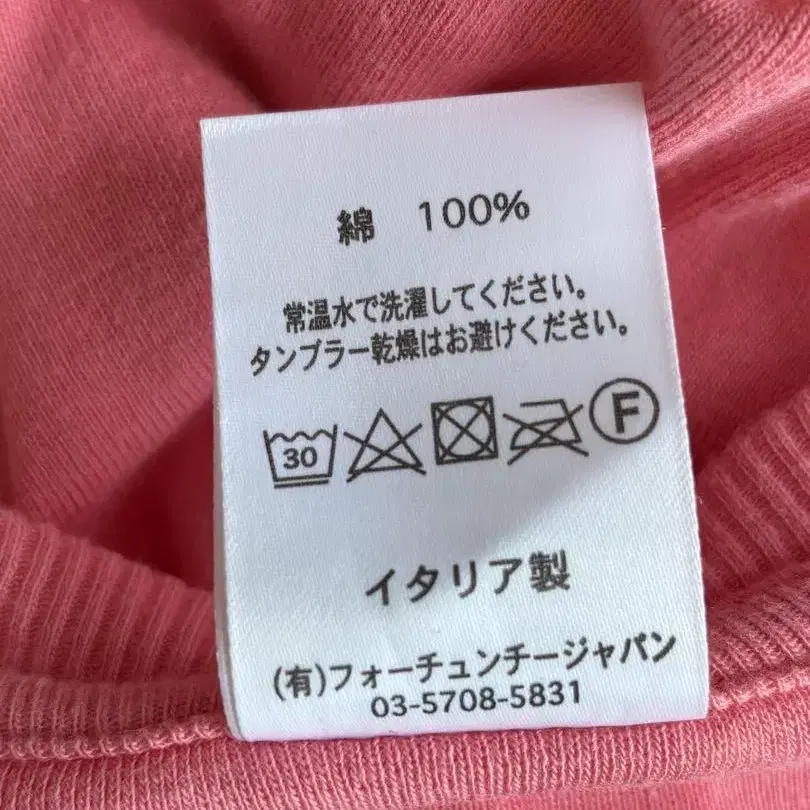 綿　100%
常温水で洗濯してください。
タンブラー乾燥はお避けください。
30 F
イタリア製
(有)フォーチュンチージャパン
03-5708-5831